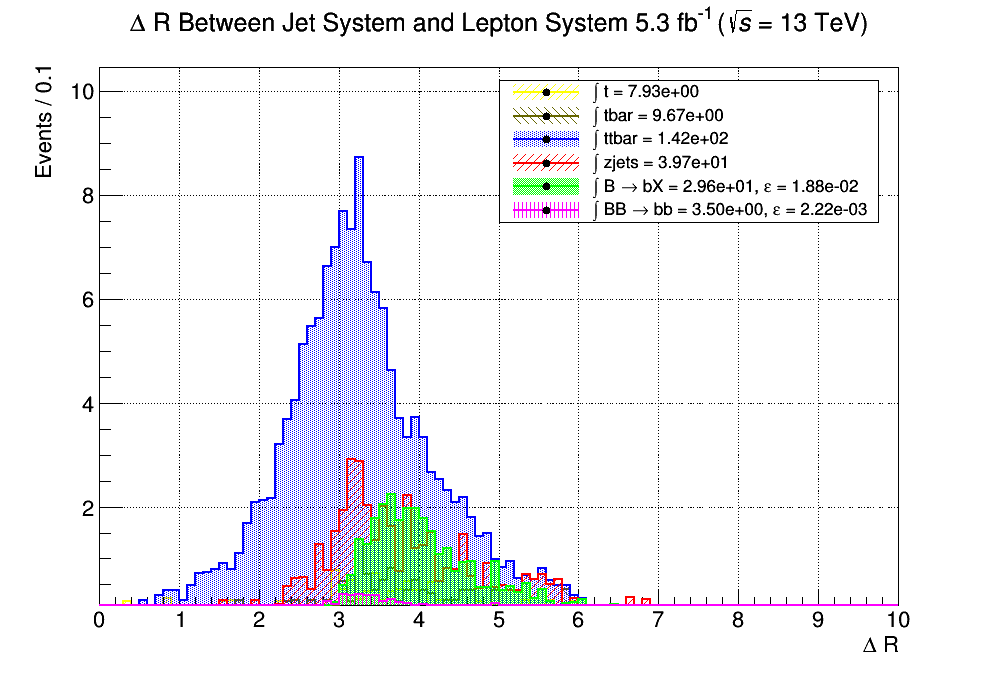 Δ R Between Jet System and Lepton System 5.3 fb⁻¹ (√s = 13 TeV)
Events / 0.1
10
8
6
4
2
∫ t = 7.93e+00
∫ tbar = 9.67e+00
∫ ttbar = 1.42e+02
∫ zjets = 3.97e+01
∫ B → bX = 2.96e+01, ε = 1.88e-02
∫ BB → bb = 3.50e+00, ε = 2.22e-03
0 1 2 3 4 5 6 7 8 9 10
Δ R